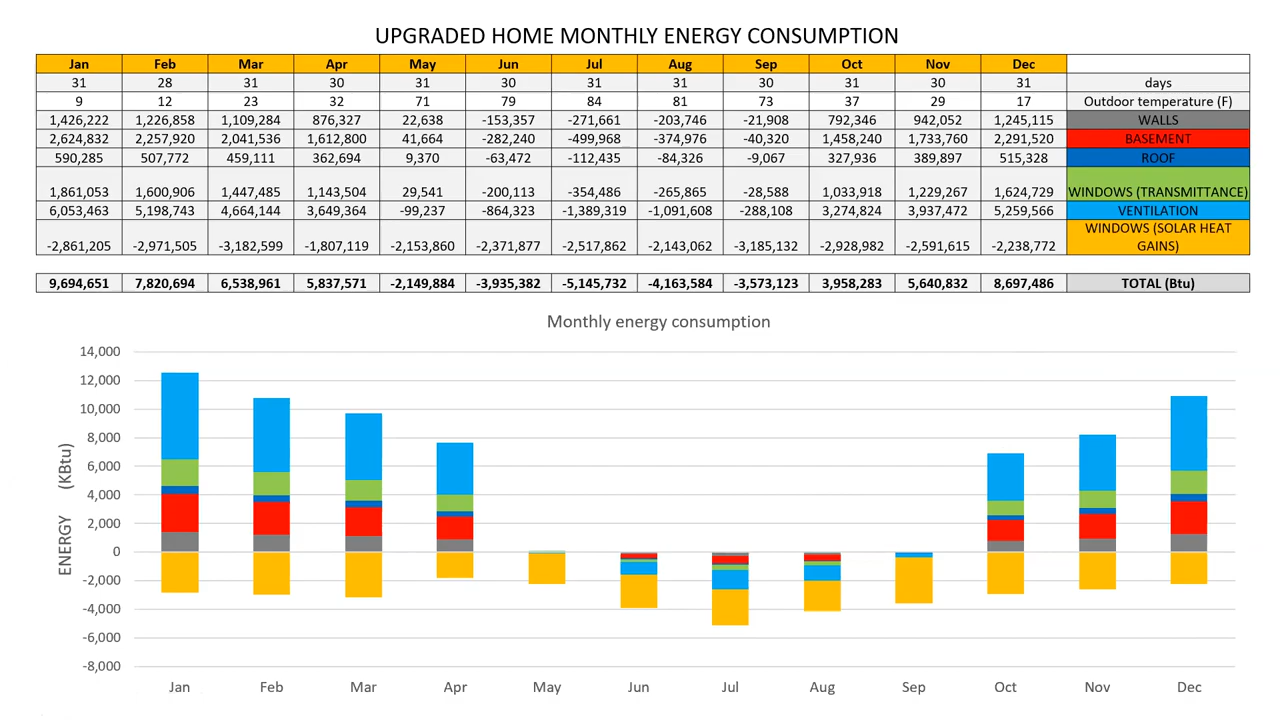 UPGRADED HOME MONTHLY ENERGY CONSUMPTION
Jan Feb Mar Apr May Jun Jul Aug Sep Oct Nov Dec
31 28 31 30 31 30 31 31 30 31 30 31 days
9 12 23 32 71 79 84 81 73 37 29 17 Outdoor temperature (F)
1,426,222 1,226,858 1,109,284 876,327 22,638 -153,357 -271,661 -203,746 -21,908 792,346 942,052 1,245,115 WALLS
2,624,832 2,257,920 2,041,536 1,612,800 41,664 -282,240 -499,968 -374,976 -40,320 1,458,240 1,733,760 2,291,520 BASEMENT
590,285 507,772 459,111 362,694 9,370 -63,472 -112,435 -84,326 -9,067 327,936 389,897 515,328 ROOF
1,861,053 1,600,906 1,447,485 1,143,504 29,541 -200,113 -354,486 -265,865 -28,588 1,033,918 1,229,267 1,624,729 WINDOWS (TRANSMITTANCE)
6,053,463 5,198,743 4,664,144 3,649,364 -99,237 -864,323 -1,389,319 -1,091,608 -288,108 3,274,824 3,937,472 5,259,566 VENTILATION
-2,861,205 -2,971,505 -3,182,599 -1,807,119 -2,153,860 -2,371,877 -2,517,862 -2,143,062 -3,185,132 -2,928,982 -2,591,615 -2,238,772 WINDOWS (SOLAR HEAT
GAINS)
9,694,651 7,820,694 6,538,961 5,837,571 -2,149,884 -3,935,382 -5,145,732 -4,163,584 -3,573,123 3,958,283 5,640,832 8,697,486 TOTAL (Btu)
Monthly energy consumption
14,000
12,000
10,000
8,000
6,000
4,000
2,000
0
-2,000
-4,000
-6,000
-8,000
ENERGY (KBtu)
Jan Feb Mar Apr May Jun Jul Aug Sep Oct Nov Dec